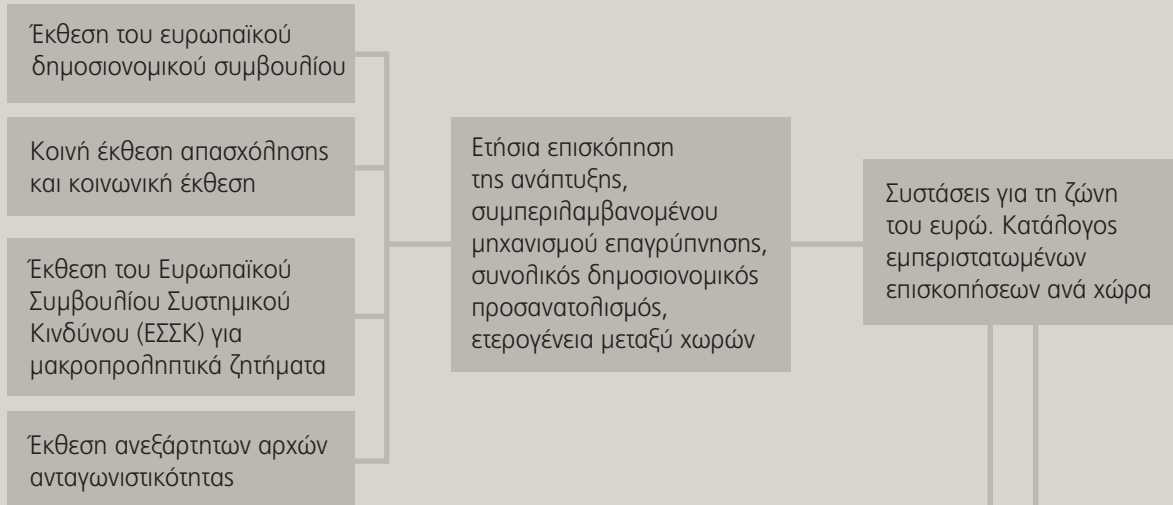 Έκθεση του ευρωπαϊκού
δημοσιονομικού συμβουλίου
Κοινή έκθεση απασχόλησης
και κοινωνική έκθεση
Έκθεση του Ευρωπαϊκού
Συμβουλίου Συστημικού
Κινδύνου (ΕΣΣΚ) για
μακροπροληπτικά ζητήματα
Έκθεση ανεξάρτητων αρχών
ανταγωνιστικότητας
Ετήσια επισκόπηση
της ανάπτυξης,
συμπεριλαμβανομένου
μηχανισμού επαγρύπνησης,
συνολικός δημοσιονομικός
προσανατολισμός,
ετερογένεια μεταξύ χωρών
Συστάσεις για τη ζώνη
του ευρώ. Κατάλογος
εμπεριστατωμένων
επισκοπήσεων ανά χώρα